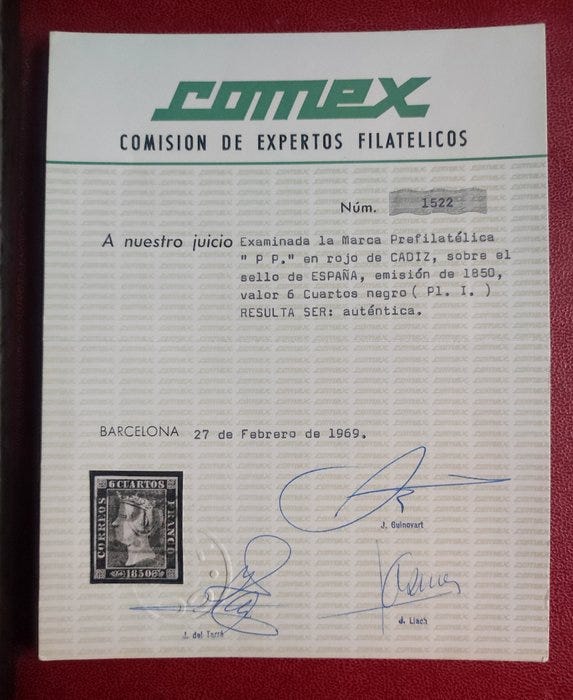 comex
COMISION DE EXPERTOS FILATELICOS
Núm. 1522
A nuestro juicio Examinada la Marca Prefilatélica
" P P." en rojo de CADIZ, sobre el
sello de ESPAÑA, emisión de 1850,
valor 6 Cuartos negro ( Pl. I. )
RESULTA SER: auténtica.
BARCELONA 27 de Febrero de 1969.
6 CUARTOS
CORREOS
FRANCO
1850
J. Guinovart
J. del Tarré
J. Llach